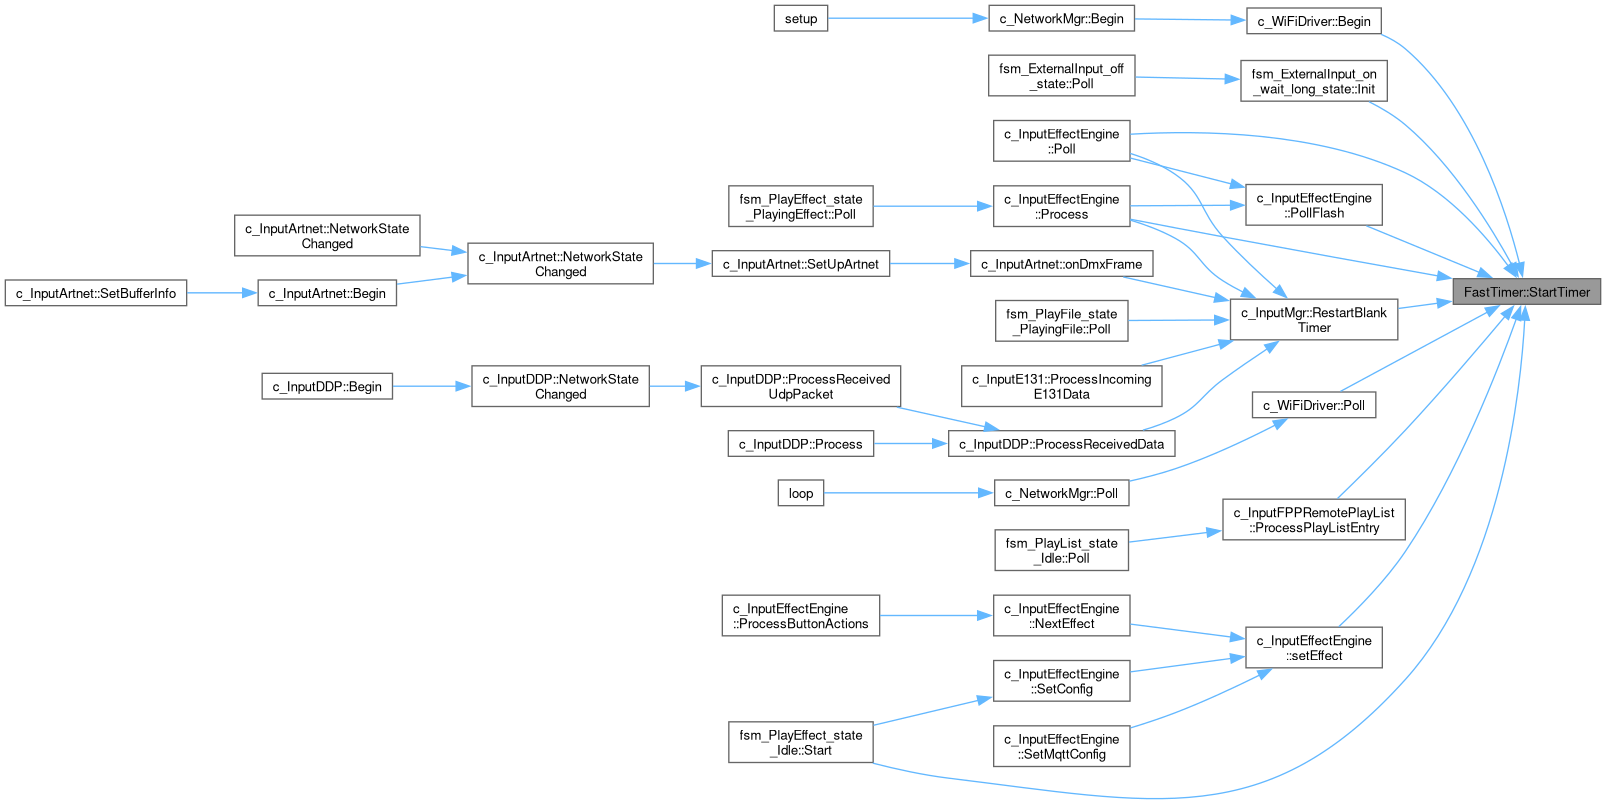 setup
c_NetworkMgr::Begin
c_WiFiDriver::Begin
fsm_ExternalInput_off
_state::Poll
fsm_ExternalInput_on
_wait_long_state::Init
c_InputEffectEngine
::Poll
fsm_PlayEffect_state
_PlayingEffect::Poll
c_InputEffectEngine
::Process
c_InputEffectEngine
::PollFlash
c_InputArtnet::NetworkState
Changed
c_InputArtnet::NetworkState
Changed
c_InputArtnet::SetUpArtnet
c_InputArtnet::onDmxFrame
c_InputArtnet::SetBufferInfo
c_InputArtnet::Begin
FastTimer::StartTimer
fsm_PlayFile_state
_PlayingFile::Poll
c_InputMgr::RestartBlank
Timer
c_InputDDP::Begin
c_InputDDP::NetworkState
Changed
c_InputDDP::ProcessReceived
UdpPacket
c_InputE131::ProcessIncoming
E131Data
c_WiFiDriver::Poll
c_InputDDP::Process
c_InputDDP::ProcessReceivedData
loop
c_NetworkMgr::Poll
c_InputFPPRemotePlayList
::ProcessPlayListEntry
fsm_PlayList_state
_Idle::Poll
c_InputEffectEngine
::ProcessButtonActions
c_InputEffectEngine
::NextEffect
c_InputEffectEngine
::setEffect
c_InputEffectEngine
::SetConfig
fsm_PlayEffect_state
_Idle::Start
c_InputEffectEngine
::SetMqttConfig